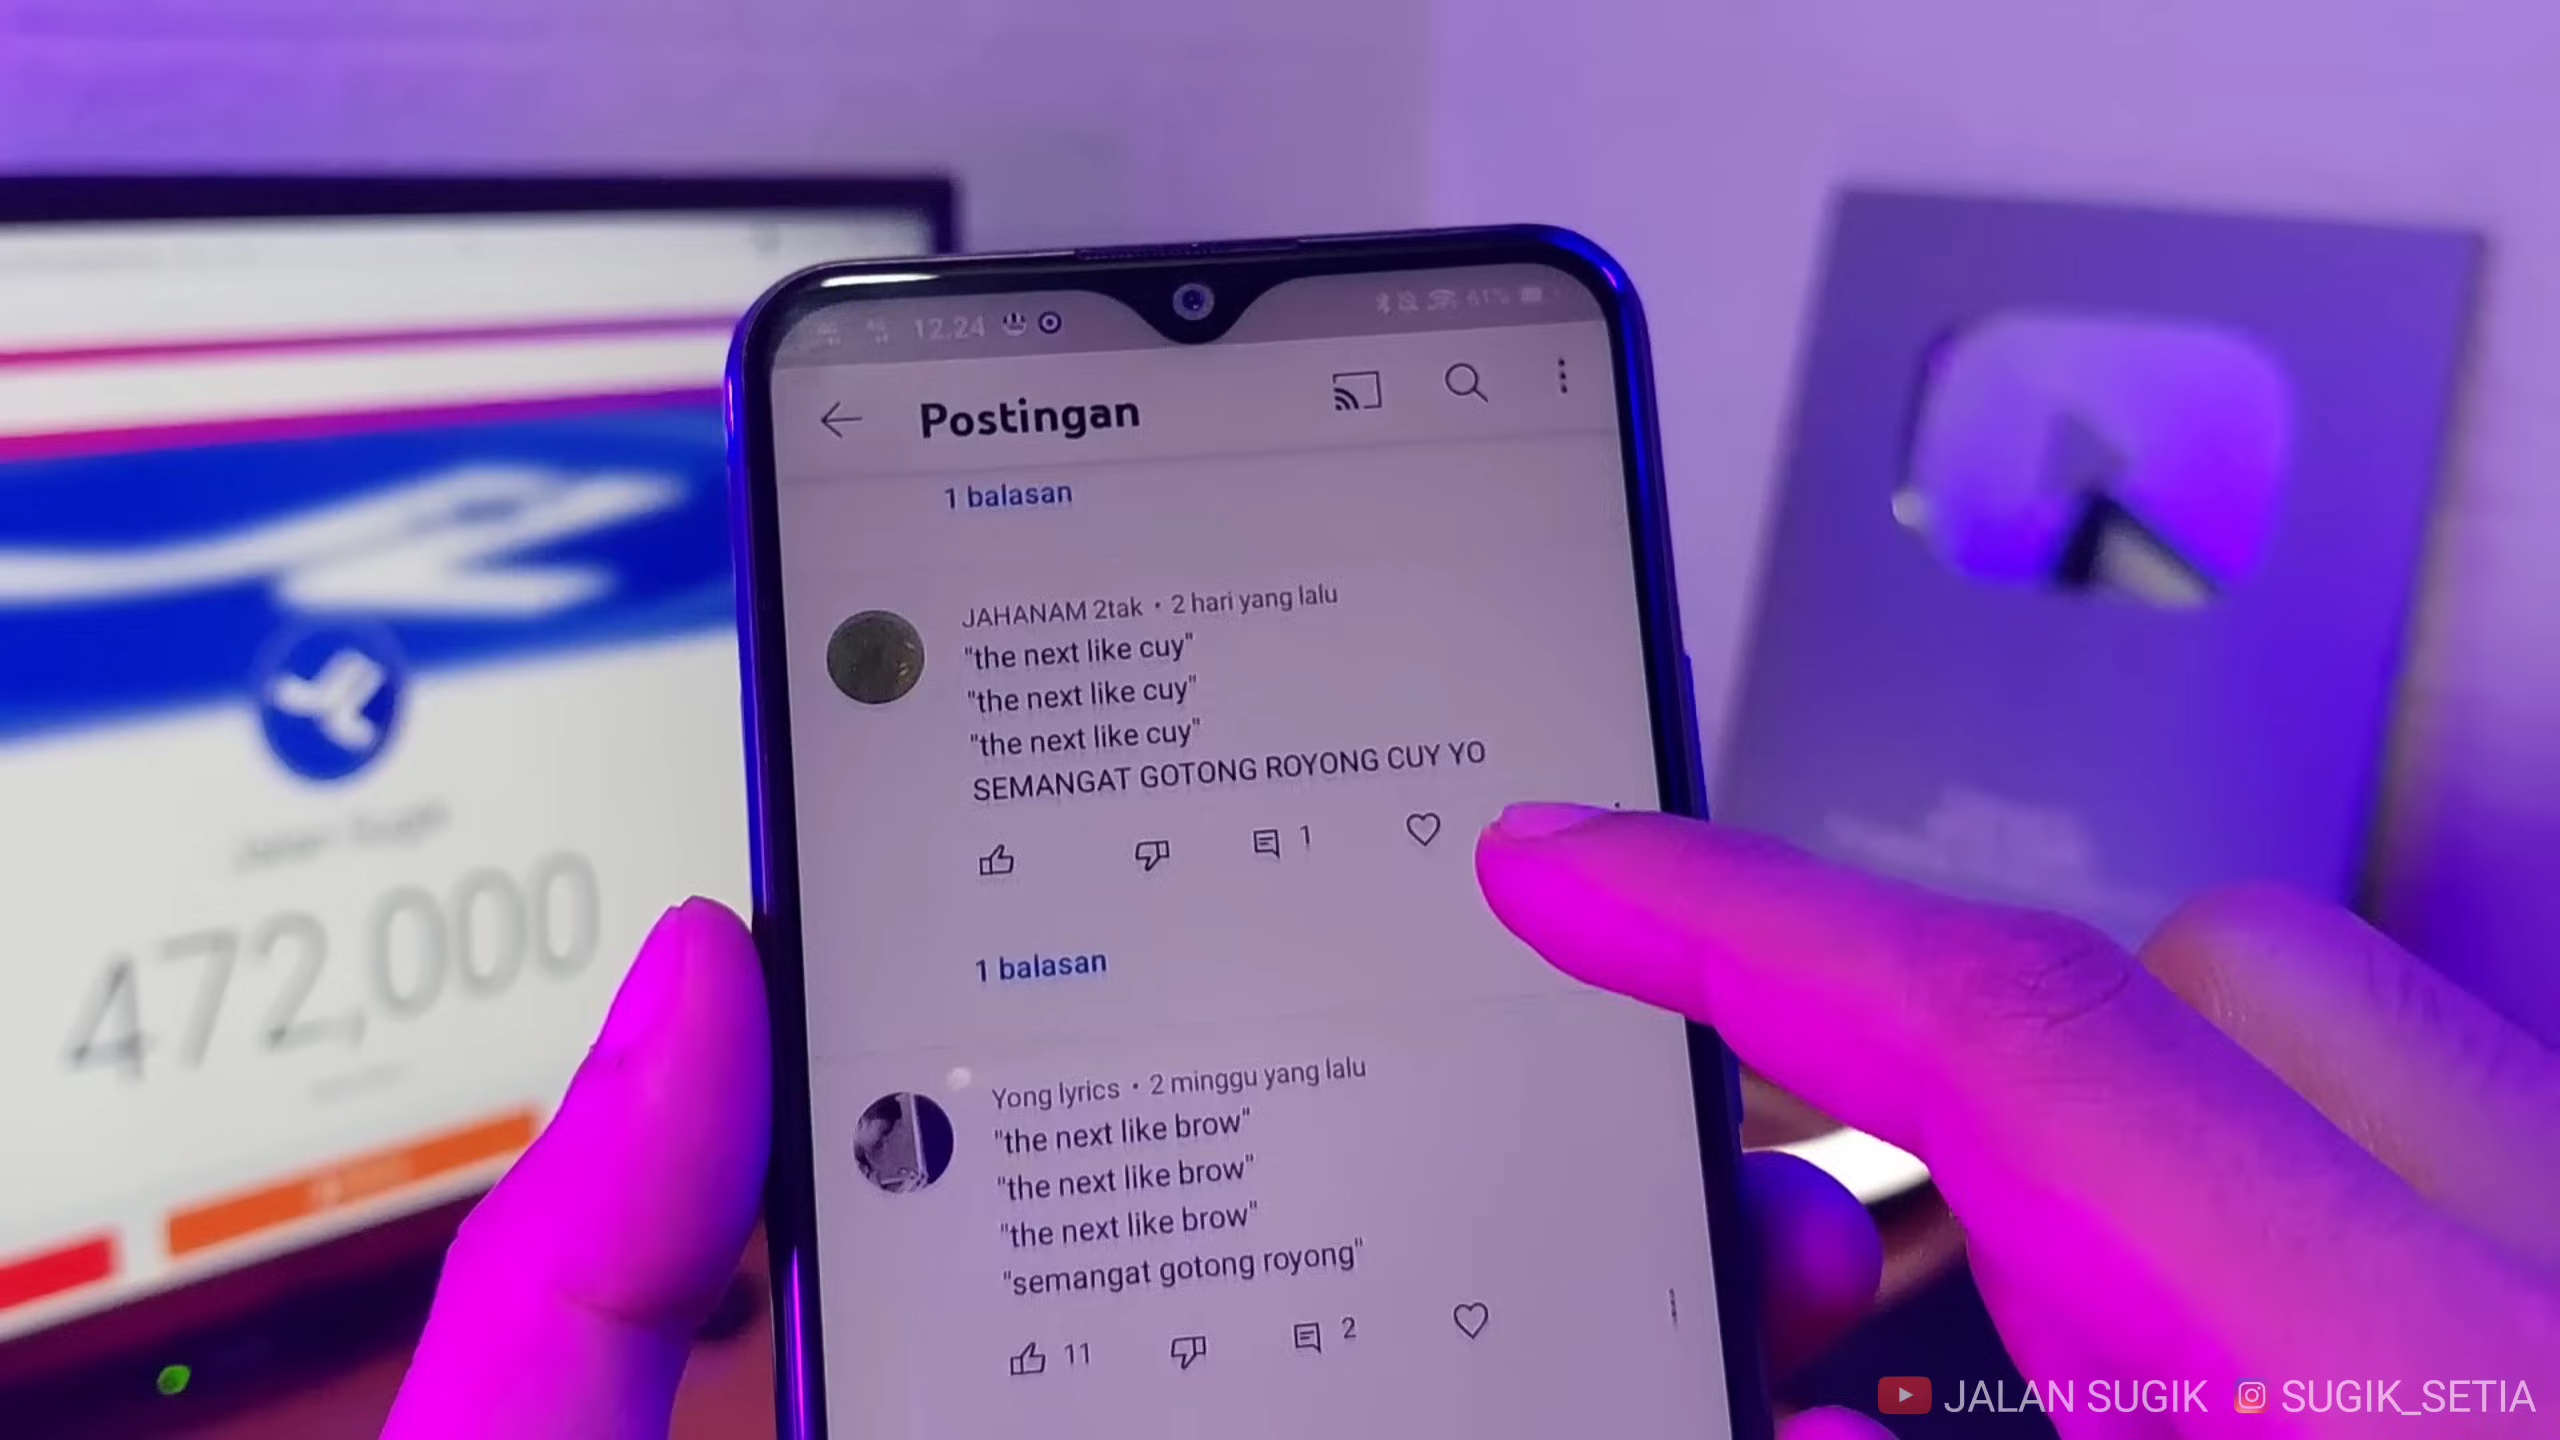 12.24
61%
Postingan
1 balasan
JAHANAM 2tak • 2 hari yang lalu
"the next like cuy"
"the next like cuy"
"the next like cuy"
SEMANGAT GOTONG ROYONG CUY YO
1
1 balasan
Yong lyrics • 2 minggu yang lalu
"the next like brow"
"the next like brow"
"the next like brow"
"semangat gotong royong"
11
2
Jalan Sugik
472,000
JALAN SUGIK
SUGIK_SETIA